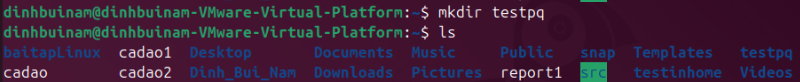 dinhbuinam@dinhbuinam-VMware-Virtual-Platform:~$ mkdir testpq
dinhbuinam@dinhbuinam-VMware-Virtual-Platform:~$ ls
baitapLinux cadao1 Desktop Documents Music Public snap Templates testpq
cadao cadao2 Dinh_Bui_Nam Downloads Pictures report1 src testinhome Videos